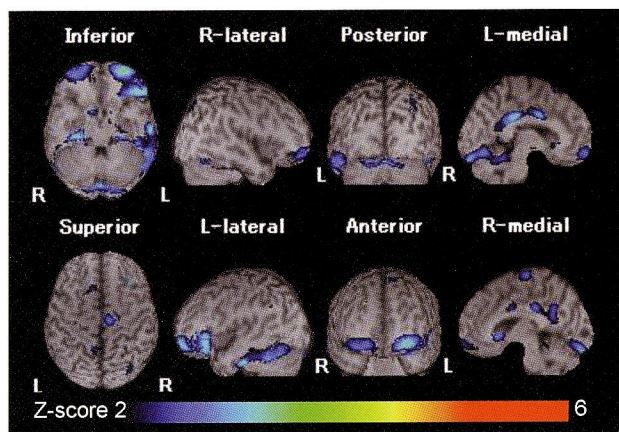 Inferior R-lateral Posterior L-medial
R L L R
Superior L-lateral Anterior R-medial
L R R L
Z-score 2 6